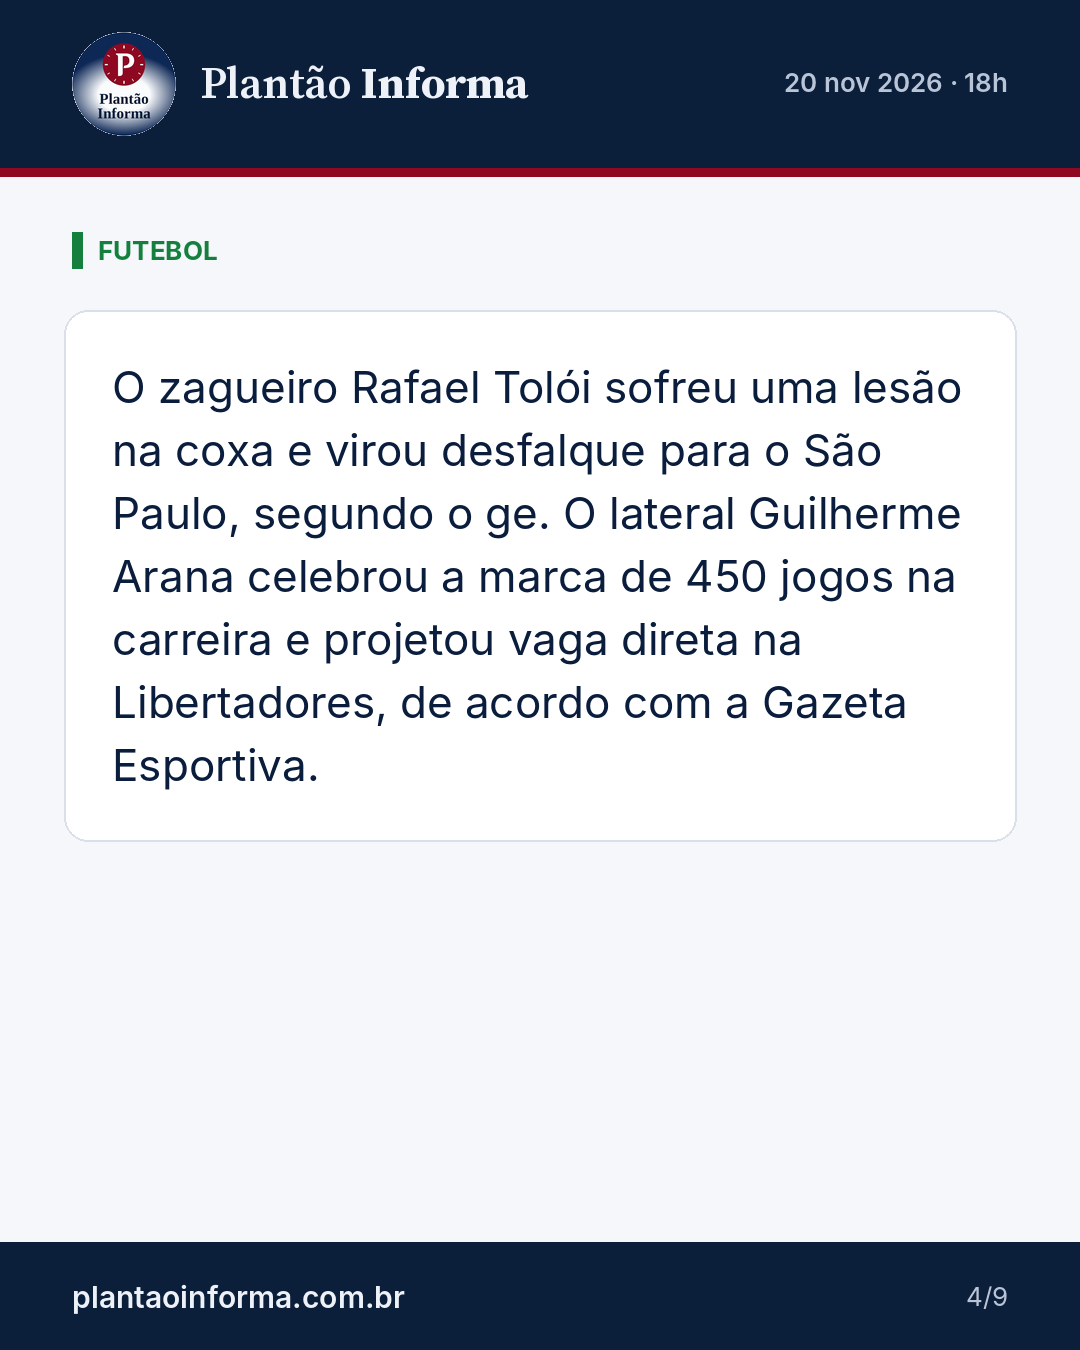 P
Plantão
Informa
Plantão Informa
20 nov 2026 · 18h
FUTEBOL
O zagueiro Rafael Tolói sofreu uma lesão
na coxa e virou desfalque para o São
Paulo, segundo o ge. O lateral Guilherme
Arana celebrou a marca de 450 jogos na
carreira e projetou vaga direta na
Libertadores, de acordo com a Gazeta
Esportiva.
plantaoinforma.com.br
4/9